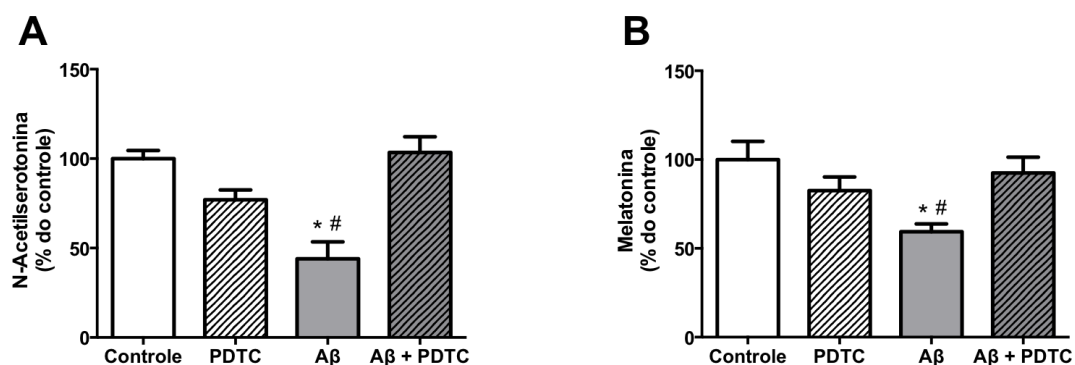 A
N-Acetilserotonina
(% do controle)
150
100
50
0
* #
Controle
PDTC
Aβ
Aβ + PDTC
B
Melatonina
(% do controle)
150
100
50
0
* #
Controle
PDTC
Aβ
Aβ + PDTC